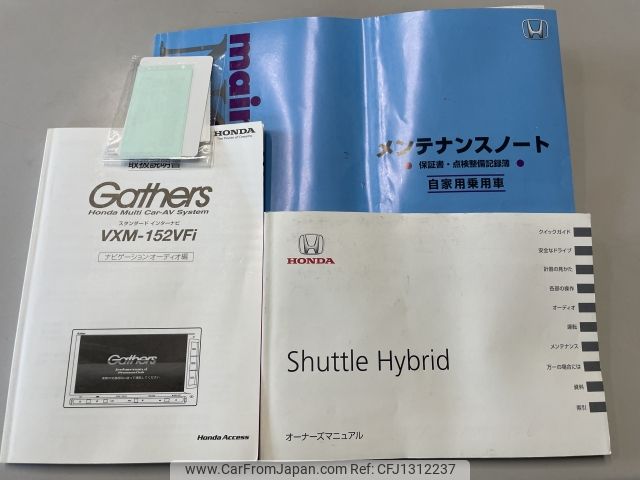 main
メンテナンスノート
保証書・点検整備記録簿
自家用乗用車
HONDA
The Power of Dreams
取扱説明書
Gathers
Honda Multi Car-AV System
スタンダード インターナビ
VXM-152VFi
ナビゲーション・オーディオ編
Gathers
Honda Access
HONDA
Shuttle Hybrid
オーナーズマニュアル
クイックガイド
安全なドライブ
計器の見かた
各部の操作
オーディオ
運転
メンテナンス
万一の場合には
資料
索引
www.CarFromJapan.com - CFJ1312237